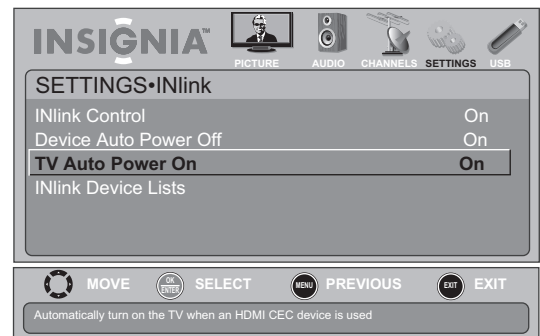 INSIGNIA™
PICTURE AUDIO CHANNELS SETTINGS USB
SETTINGS•INlink
INlink Control On
Device Auto Power Off On
TV Auto Power On On
INlink Device Lists
MOVE OK ENTER SELECT MENU PREVIOUS EXIT EXIT
Automatically turn on the TV when an HDMI CEC device is used